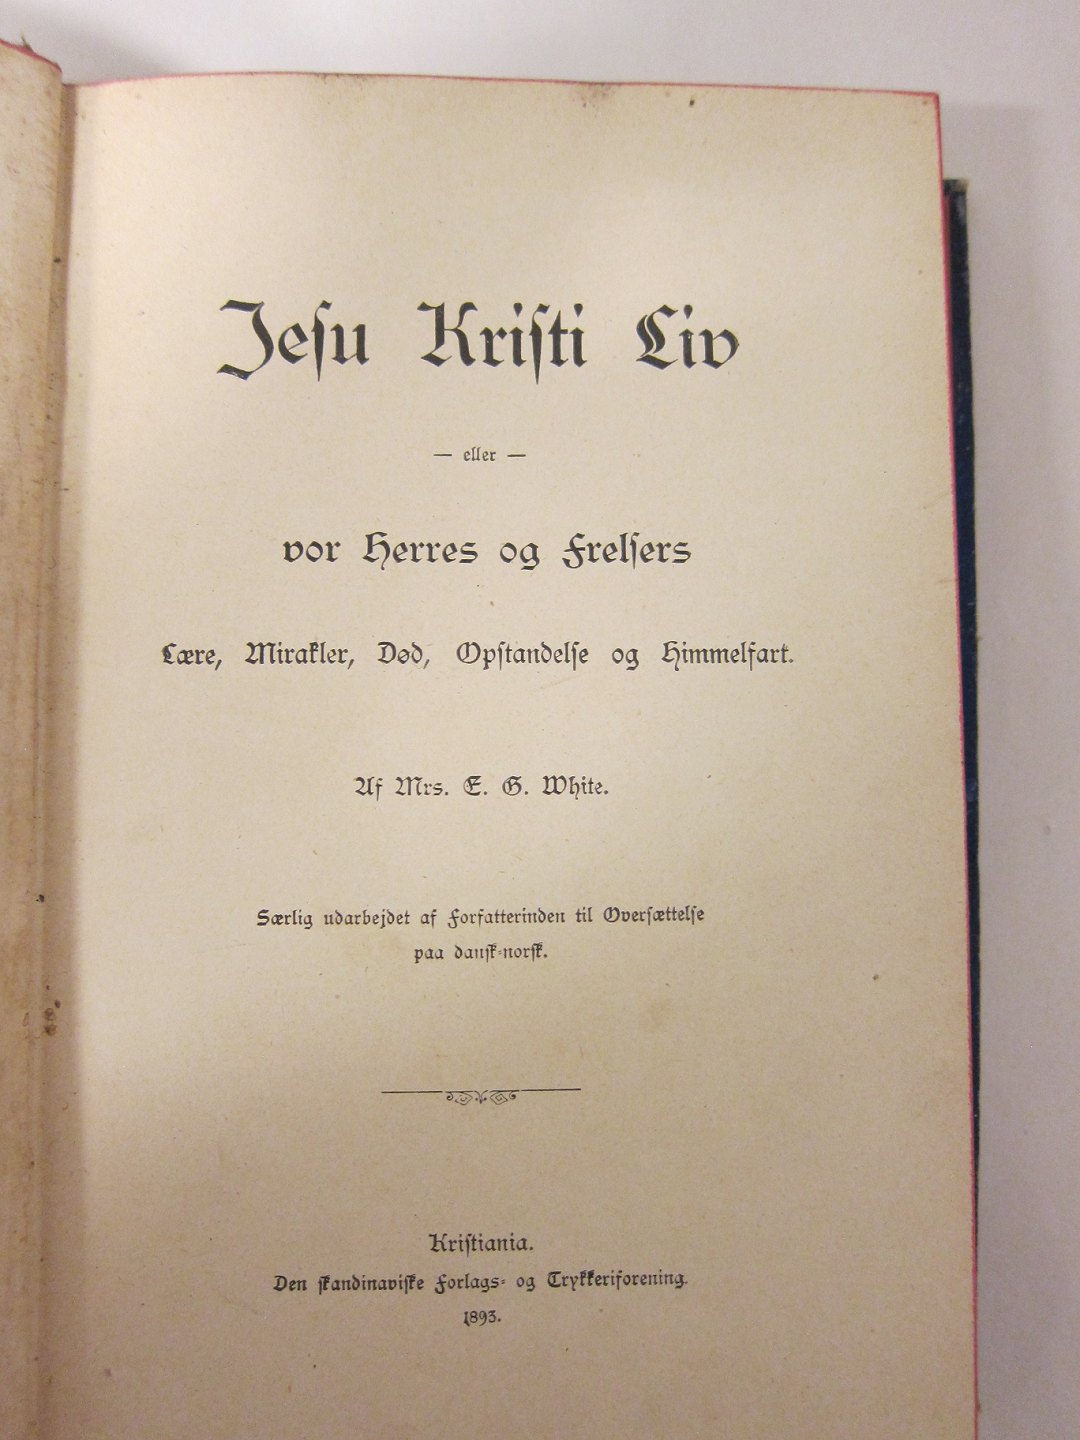 Jesu Kristi Liv
— eller —
vor Herres og Frelsers
Lære, Mirakler, Død, Opstandelse og Himmelfart.
Af Mrs. E. G. White.
Særlig udarbejdet af Forfatterinden til Oversættelse
paa dansk-norsk.
Kristiania.
Den skandinaviske Forlags- og Trykkeriforening.
1893.